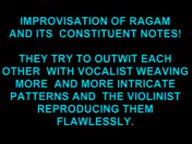 IMPROVISATION OF RAGAM
AND ITS CONSTITUENT NOTES!
THEY TRY TO OUTWIT EACH
OTHER WITH VOCALIST WEAVING
MORE AND MORE INTRICATE
PATTERNS AND THE VIOLINIST
REPRODUCING THEM
FLAWLESSLY.